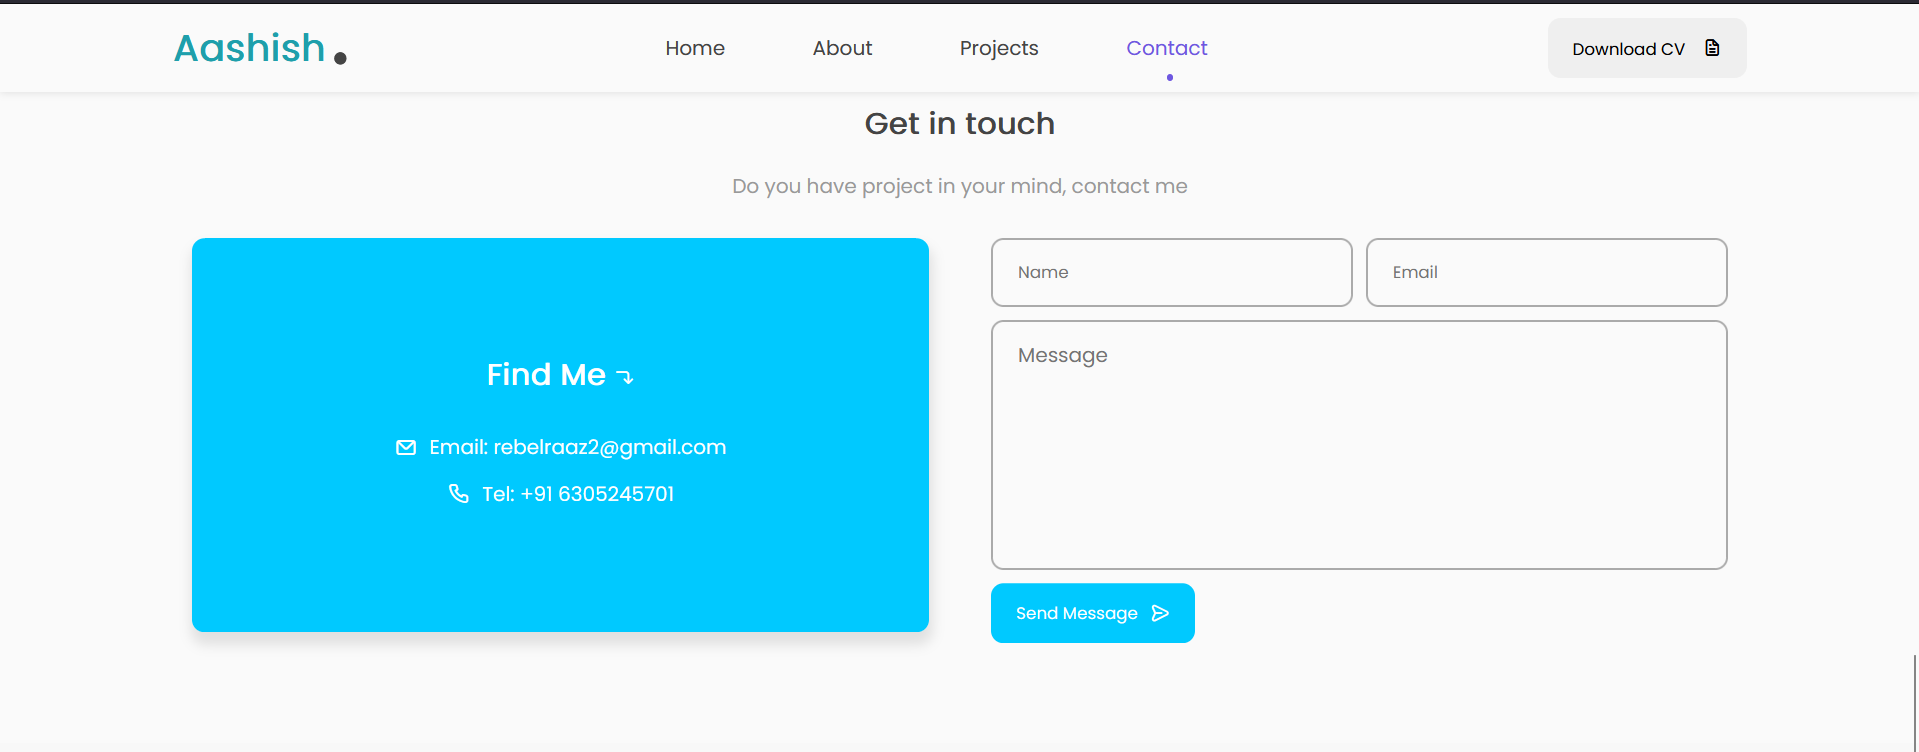 Aashish
Home
About
Projects
Contact
Download CV
Get in touch
Do you have project in your mind, contact me
Find Me
Email: rebelraaz2@gmail.com
Tel: +91 6305245701
Name
Email
Message
Send Message